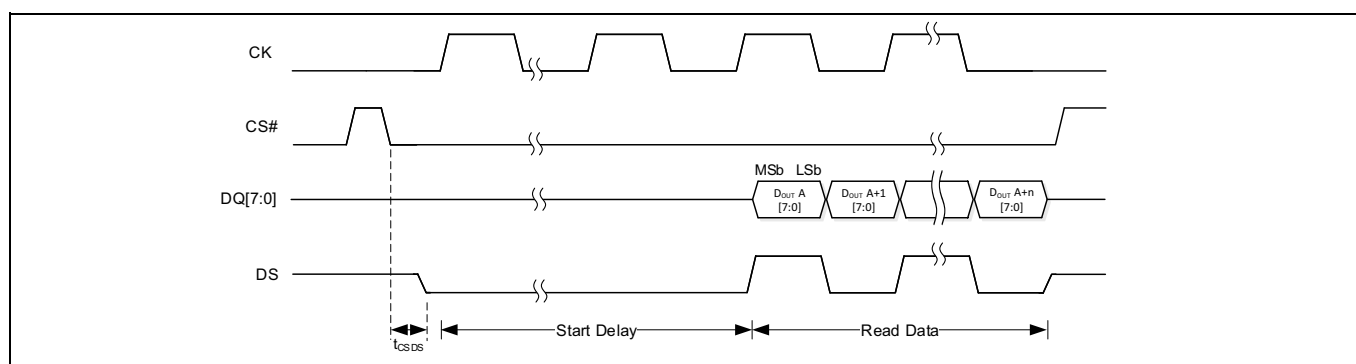 CK
CS#
MSb LSb
DQ[7:0]
DOUT A
[7:0]
DOUT A+1
[7:0]
DOUT A+n
[7:0]
DS
Start Delay
Read Data
tCSDS